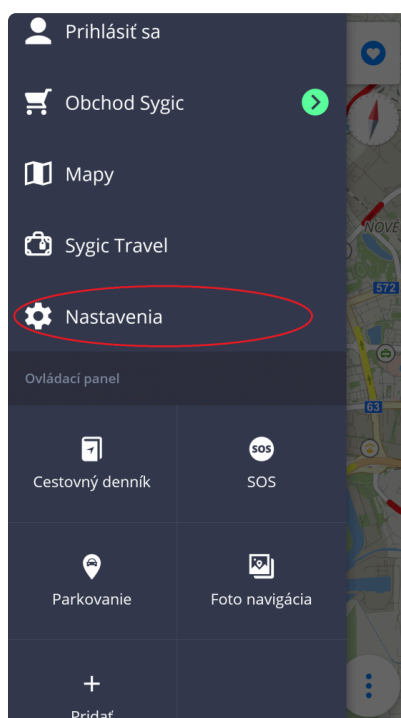 Prihlásiť sa
Obchod Sygic
Mapy
Sygic Travel
NOVÉ
572
Nastavenia
Ovládací panel
63
SOS
Cestovný denník
SOS
Parkovanie
Foto navigácia
Pridať